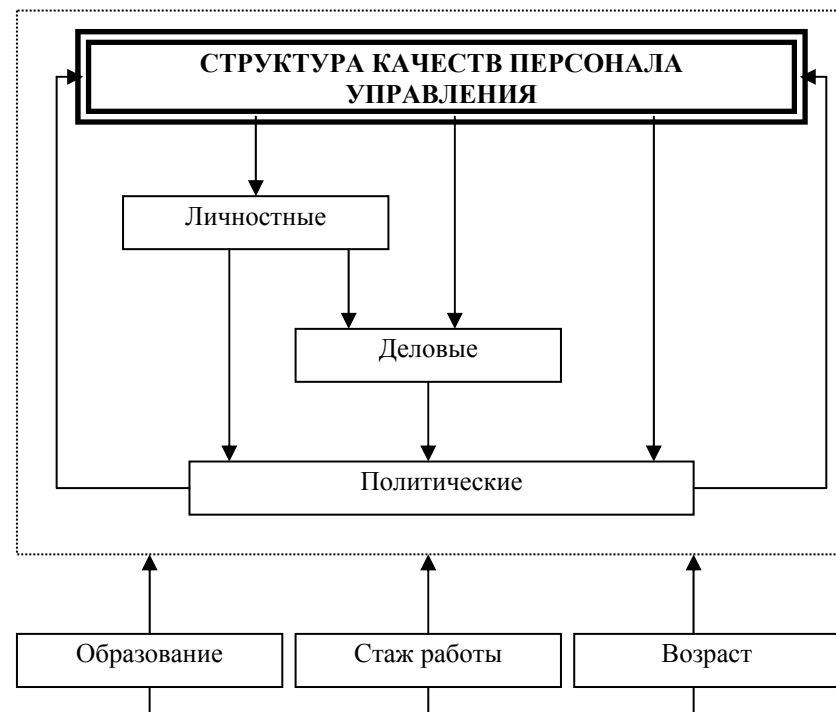 СТРУКТУРА КАЧЕСТВ ПЕРСОНАЛА
УПРАВЛЕНИЯ
Личностные
Деловые
Политические
Образование
Стаж работы
Возраст